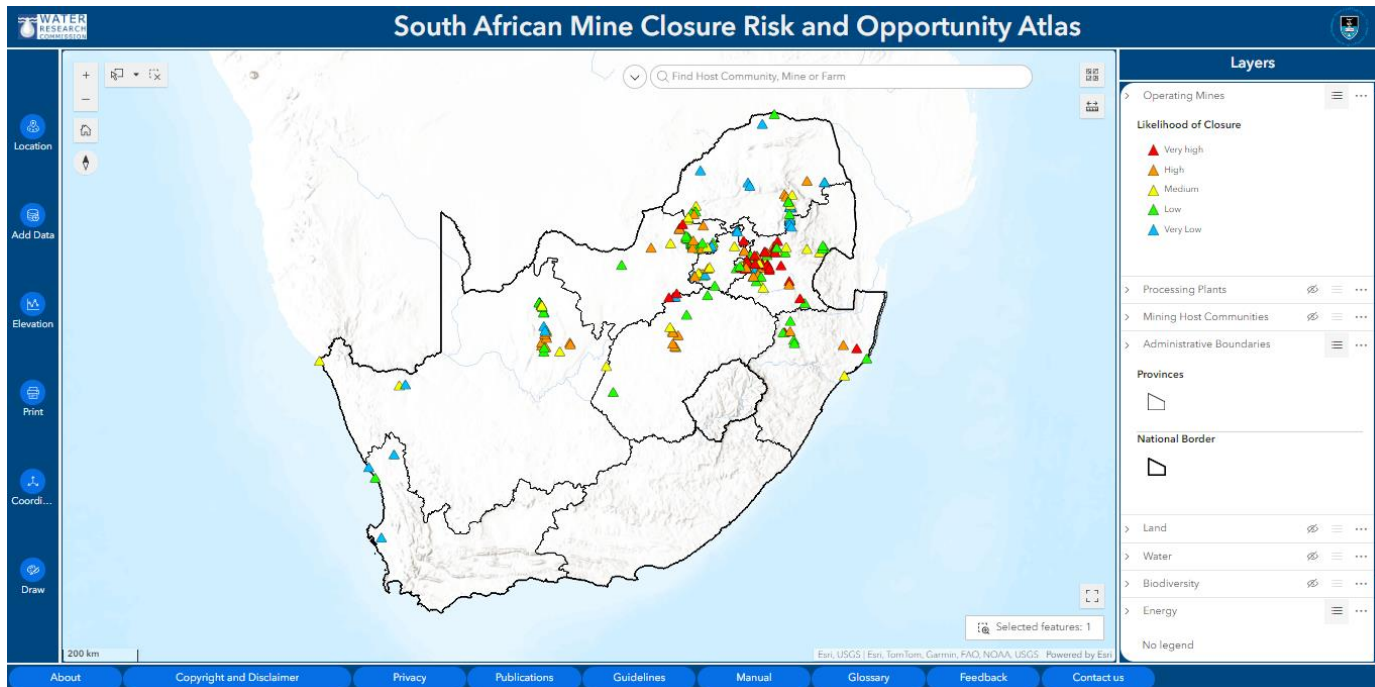 WATER
RESEARCH
COMMISSION
South African Mine Closure Risk and Opportunity Atlas
Location
Add Data
Elevation
Print
Coordi...
Draw
Find Host Community, Mine or Farm
Selected features: 1
200 km
Esri, USGS | Esri, TomTom, Garmin, FAO, NOAA, USGS Powered by Esri
Layers
Operating Mines
Likelihood of Closure
Very high
High
Medium
Low
Very Low
Processing Plants
Mining Host Communities
Administrative Boundaries
Provinces
National Border
Land
Water
Biodiversity
Energy
No legend
About
Copyright and Disclaimer
Privacy
Publications
Guidelines
Manual
Glossary
Feedback
Contact us